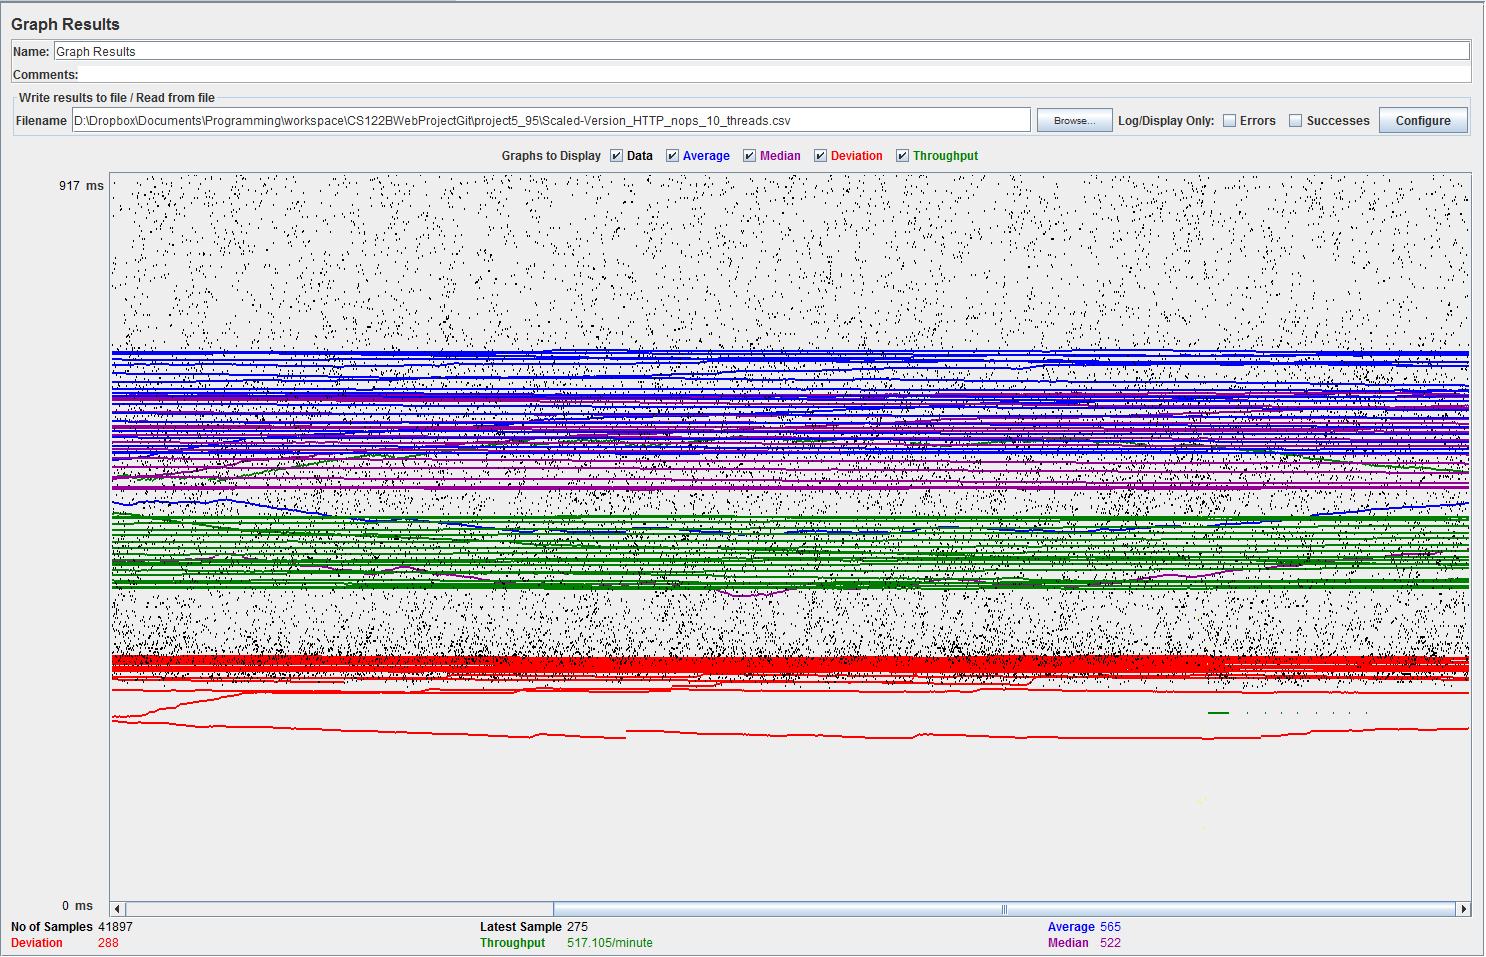 Graph Results
Name: Graph Results
Comments:
Write results to file / Read from file
Filename D:\Dropbox\Documents\Programming\workspace\CS122BWebProjectGit\project5_95\Scaled-Version_HTTP_nops_10_threads.csv Browse... Log/Display Only: Errors Successes Configure
Graphs to Display Data Average Median Deviation Throughput
917 ms
0 ms
No of Samples 41897 Latest Sample 275 Average 565
Deviation 288 Throughput 517.105/minute Median 522